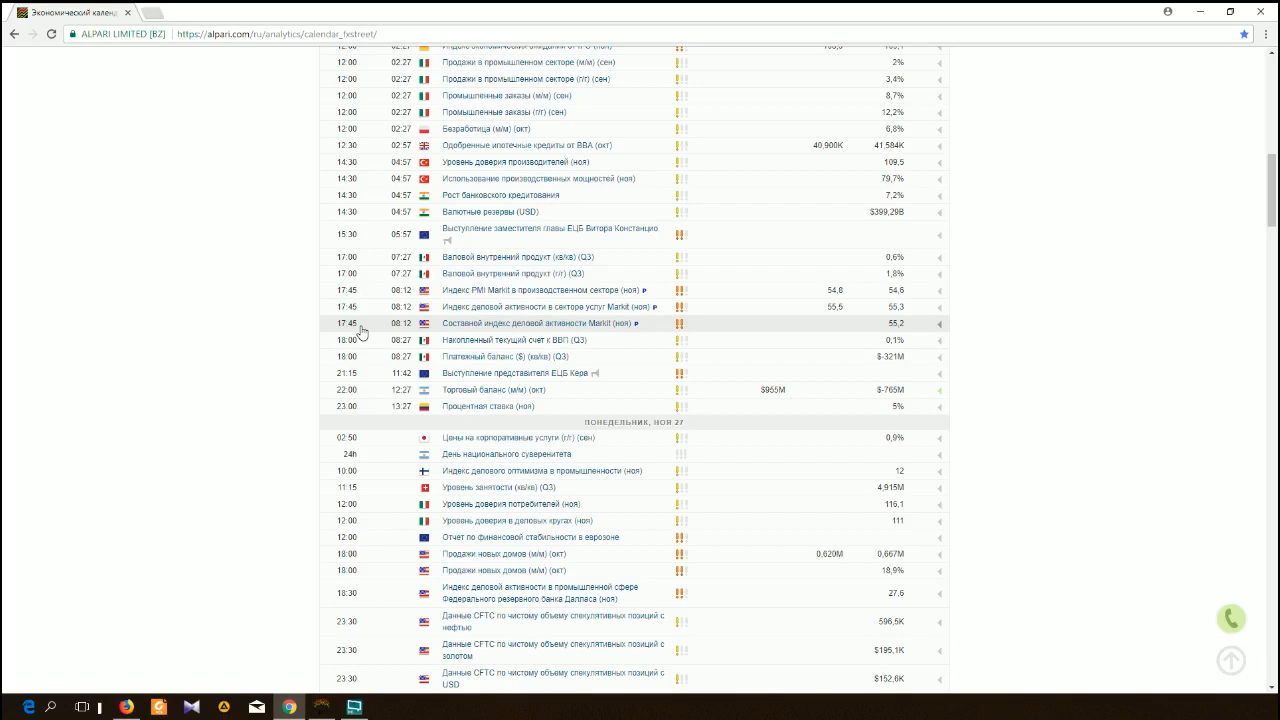 Экономический календ
ALPARI LIMITED [BZ] https://alpari.com/ru/analytics/calendar_fxstreet/
12:00 02:27 Продажи в промышленном секторе (м/м) (сен) 2%
12:00 02:27 Продажи в промышленном секторе (г/г) (сен) 3,4%
12:00 02:27 Промышленные заказы (м/м) (сен) 8,7%
12:00 02:27 Промышленные заказы (г/г) (сен) 12,2%
12:00 02:27 Безработица (м/м) (окт) 6,8%
12:30 02:57 Одобренные ипотечные кредиты от BBA (окт) 40,900K 41,584K
14:30 04:57 Уровень доверия производителей (ноя) 109,5
14:30 04:57 Использование производственных мощностей (ноя) 79,7%
14:30 04:57 Рост банковского кредитования 7,2%
14:30 04:57 Валютные резервы (USD) $399,29B
15:30 05:57 Выступление заместителя главы ЕЦБ Витора Констанцио
17:00 07:27 Валовой внутренний продукт (кв/кв) (Q3) 0,6%
17:00 07:27 Валовой внутренний продукт (г/г) (Q3) 1,8%
17:45 08:12 Индекс PMI Markit в производственном секторе (ноя) P 54,8 54,6
17:45 08:12 Индекс деловой активности в секторе услуг Markit (ноя) P 55,5 55,3
17:45 08:12 Составной индекс деловой активности Markit (ноя) P 55,2
18:00 08:27 Накопленный текущий счет к ВВП (Q3) 0,1%
18:00 08:27 Платежный баланс ($) (кв/кв) (Q3) $-321M
21:15 11:42 Выступление представителя ЕЦБ Кера
22:00 12:27 Торговый баланс (м/м) (окт) $955M $-765M
23:00 13:27 Процентная ставка (ноя) 5%
ПОНЕДЕЛЬНИК, НОЯ 27
02:50 Цены на корпоративные услуги (г/г) (сен) 0,9%
24h День национального суверенитета
10:00 Индекс делового оптимизма в промышленности (ноя) 12
11:15 Уровень занятости (кв/кв) (Q3) 4,915M
12:00 Уровень доверия потребителей (ноя) 116,1
12:00 Уровень доверия в деловых кругах (ноя) 111
12:00 Отчет по финансовой стабильности в еврозоне
18:00 Продажи новых домов (м/м) (окт) 0,620M 0,667M
18:00 Продажи новых домов (м/м) (окт) 18,9%
18:30 Индекс деловой активности в промышленной сфере
Федерального резервного банка Далласа (ноя) 27,6
23:30 Данные CFTC по чистому объему спекулятивных позиций с
нефтью 596,5K
23:30 Данные CFTC по чистому объему спекулятивных позиций с
золотом $195,1K
23:30 Данные CFTC по чистому объему спекулятивных позиций с
USD $152,6K